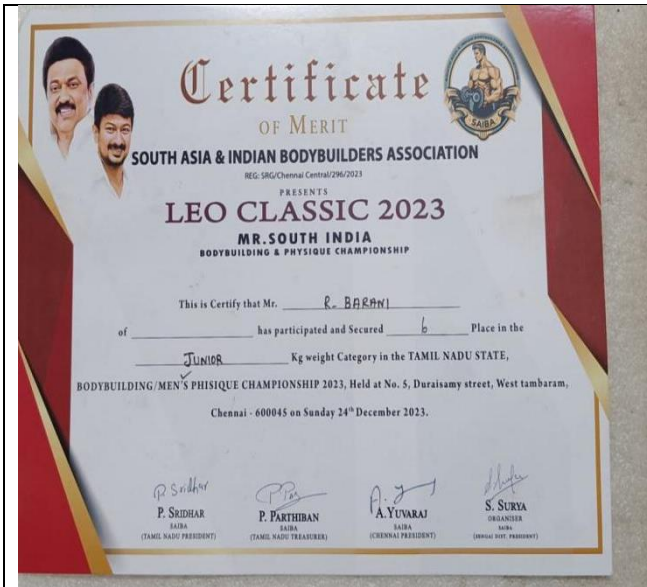 Certificate
OF MERIT
SAIBA
SOUTH ASIA & INDIAN BODYBUILDERS ASSOCIATION
REG: SRG/Chennai Central/296/2023
PRESENTS
LEO CLASSIC 2023
MR.SOUTH INDIA
BODYBUILDING & PHYSIQUE CHAMPIONSHIP
This is Certify that Mr. R. BARANI
of has participated and Secured 6 Place in the
JUNIOR Kg weight Category in the TAMIL NADU STATE,
BODYBUILDING/MEN'S PHISIQUE CHAMPIONSHIP 2023, Held at No. 5, Duraisamy street, West tambaram,
Chennai - 600045 on Sunday 24th December 2023.
P. Sridhar
P. SRIDHAR
SAIBA
(TAMIL NADU PRESIDENT)
P. PARTHIBAN
SAIBA
(TAMIL NADU TREASURER)
A. YUVARAJ
SAIBA
(CHENNAI PRESIDENT)
S. SURYA
ORGANISER
SAIBA